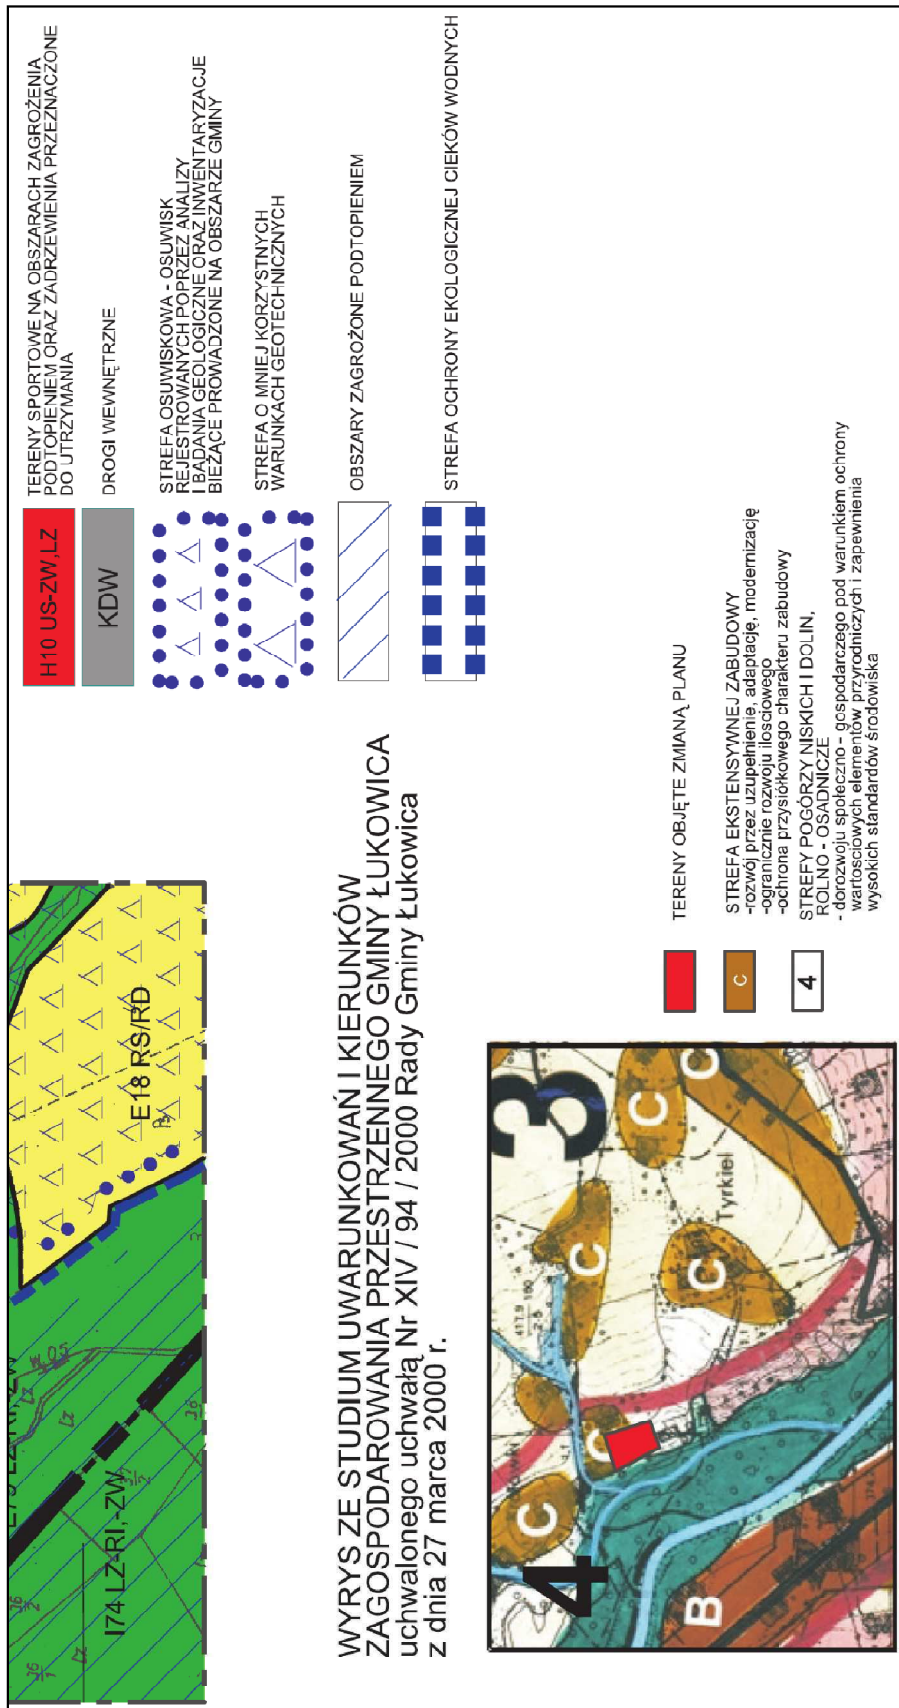 H10 US-ZW,LZ
TERENY SPORTOWE NA OBSZARACH ZAGROŻENIA
PODTOPIENIEM ORAZ ZADRZEWIENIA PRZEZNACZONE
DO UTRZYMANIA
KDW
DROGI WEWNĘTRZNE
STREFA OSUWISKOWA - OSUWISK
REJESTROWANYCH POPRZEZ ANALIZY
I BADANIA GEOLOGICZNE ORAZ INWENTARYZACJE
BIEŻĄCE PROWADZONE NA OBSZARZE GMINY
STREFA O MNIEJ KORZYSTNYCH
WARUNKACH GEOTECHNICZNYCH
OBSZARY ZAGROŻONE PODTOPIENIEM
STREFA OCHRONY EKOLOGICZNEJ CIEKÓW WODNYCH
E18 RS/RD
I74 LZ-RI,-ZW
WYRYS ZE STUDIUM UWARUNKOWAŃ I KIERUNKÓW
ZAGOSPODAROWANIA PRZESTRZENNEGO GMINY ŁUKOWICA
uchwalonego uchwałą Nr XIV / 94 / 2000 Rady Gminy Łukowica
z dnia 27 marca 2000 r.
TERENY OBJĘTE ZMIANĄ PLANU
C
STREFA EKSTENSYWNEJ ZABUDOWY
-rozwój przez uzupełnienie, adaptację, modernizację
-ogranicznie rozwoju ilościowego
-ochrona przysiółkowego charakteru zabudowy
4
STREFY POGÓRZY NISKICH I DOLIN,
ROLNO - OSADNICZE
- dorozwoju społeczno - gospodarczego pod warunkiem ochrony
wartościowych elementów przyrodniczych i zapewnienia
wysokich standardów środowiska
3
4
C
C
C
C
C
C
B
Tyrkiel